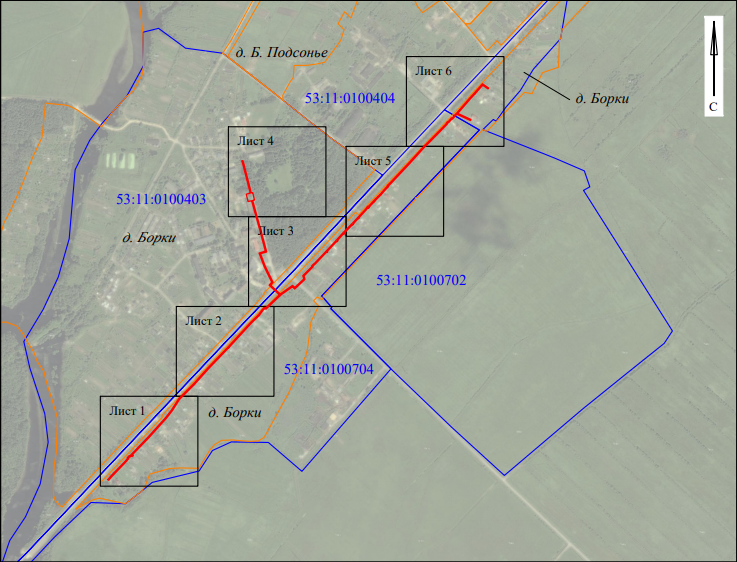 д. Б. Подсонье
Лист 6
53:11:0100404
д. Борки
С
Лист 4
Лист 5
53:11:0100403
д. Борки
Лист 3
53:11:0100702
Лист 2
53:11:0100704
Лист 1
д. Борки